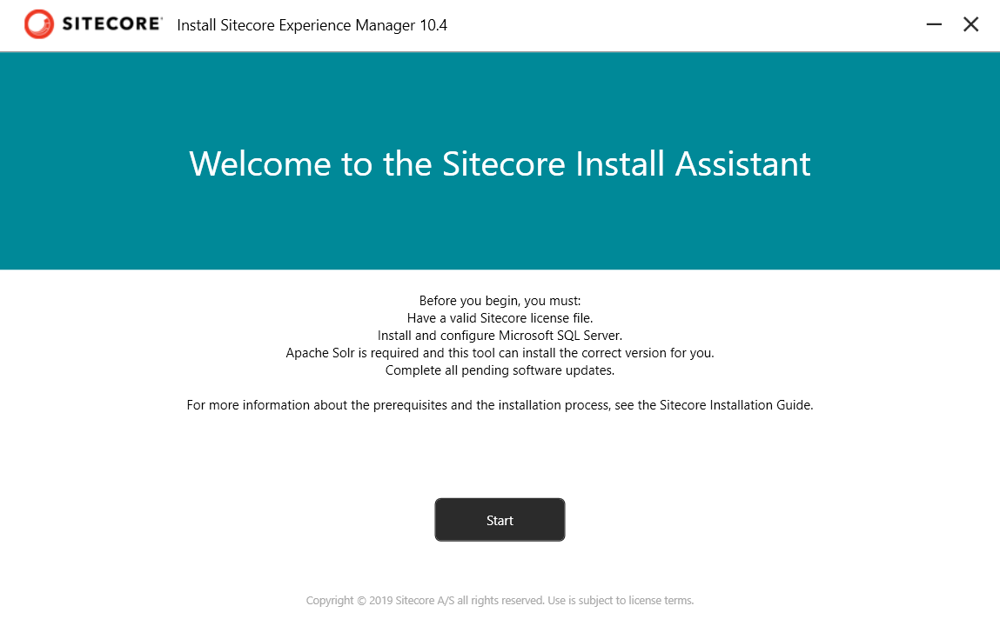 SITECORE Install Sitecore Experience Manager 10.4
Welcome to the Sitecore Install Assistant
Before you begin, you must:
Have a valid Sitecore license file.
Install and configure Microsoft SQL Server.
Apache Solr is required and this tool can install the correct version for you.
Complete all pending software updates.
For more information about the prerequisites and the installation process, see the Sitecore Installation Guide.
Start
Copyright © 2019 Sitecore A/S all rights reserved. Use is subject to license terms.